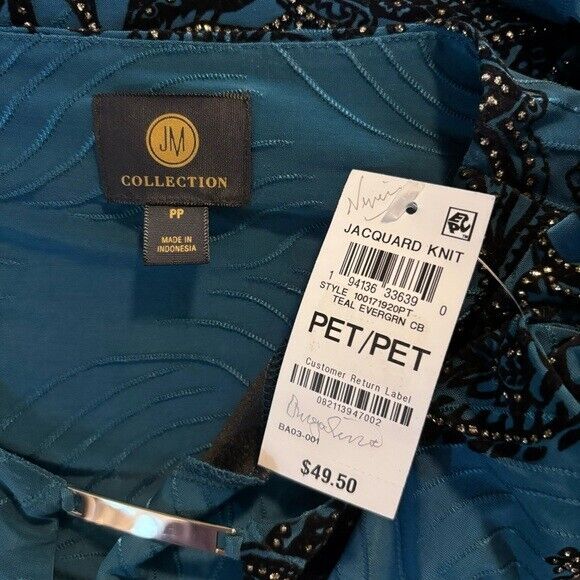 JM
COLLECTION
PP
MADE IN
INDONESIA
JACQUARD KNIT
1 94136 33639 0
STYLE 100171920PT
TEAL EVERGRN CB
PET/PET
Customer Return Label
082113947002
BA03-001
$49.50